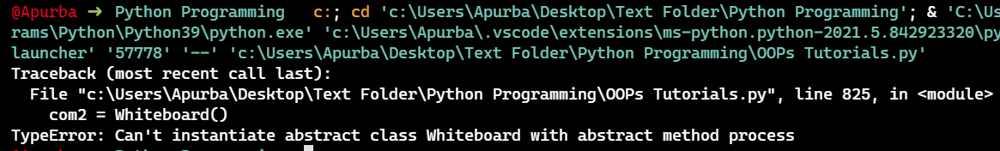 @Apurba ➜ Python Programming c:; cd 'c:\Users\Apurba\Desktop\Text Folder\Python Programming'; & 'C:\Us
rams\Python\Python39\python.exe' 'c:\Users\Apurba\.vscode\extensions\ms-python.python-2021.5.842923320\py
launcher' '57778' '--' 'c:\Users\Apurba\Desktop\Text Folder\Python Programming\OOPs Tutorials.py'
Traceback (most recent call last):
  File "c:\Users\Apurba\Desktop\Text Folder\Python Programming\OOPs Tutorials.py", line 825, in <module>
    com2 = Whiteboard()
TypeError: Can't instantiate abstract class Whiteboard with abstract method process